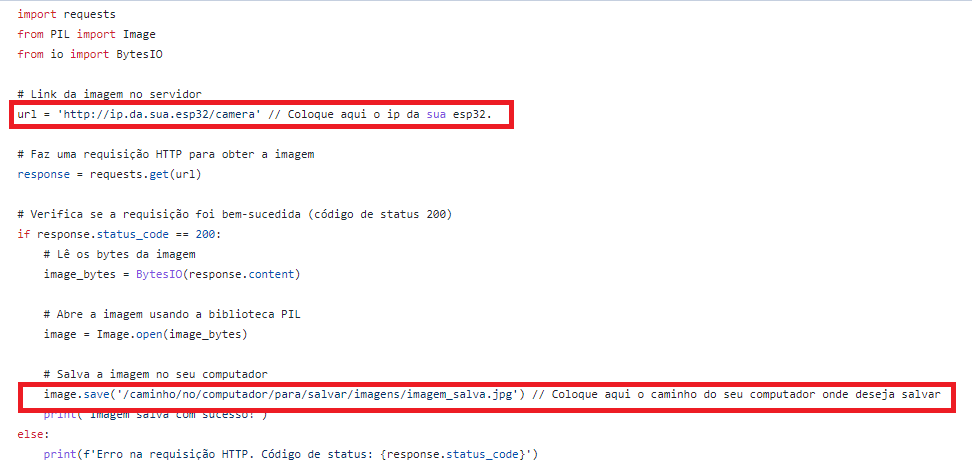 import requests
from PIL import Image
from io import BytesIO
# Link da imagem no servidor
url = 'http://ip.da.sua.esp32/camera' // Coloque aqui o ip da sua esp32.
# Faz uma requisição HTTP para obter a imagem
response = requests.get(url)
# Verifica se a requisição foi bem-sucedida (código de status 200)
if response.status_code == 200:
# Lê os bytes da imagem
image_bytes = BytesIO(response.content)
# Abre a imagem usando a biblioteca PIL
image = Image.open(image_bytes)
# Salva a imagem no seu computador
image.save('/caminho/no/computador/para/salvar/imagens/imagem_salva.jpg') // Coloque aqui o caminho do seu computador onde deseja salvar
print('Imagem salva com sucesso!')
else:
print(f'Erro na requisição HTTP. Código de status: {response.status_code}')